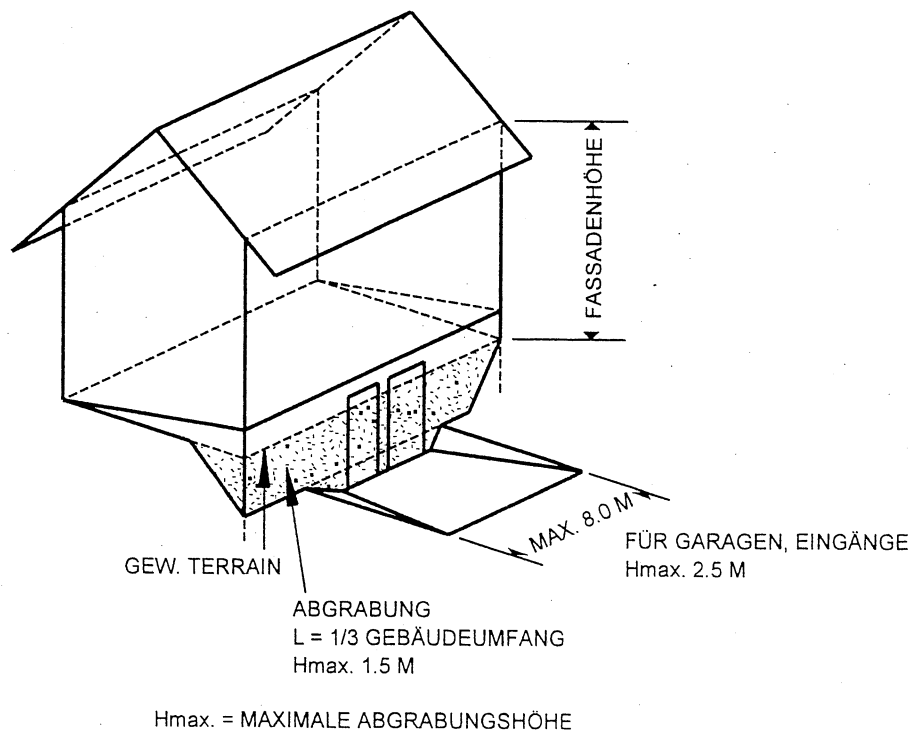 FASSADENHÖHE
MAX. 8.0 M
FÜR GARAGEN, EINGÄNGE
Hmax. 2.5 M
GEW. TERRAIN
ABGRABUNG
L = 1/3 GEBÄUDEUMFANG
Hmax. 1.5 M
Hmax. = MAXIMALE ABGRABUNGSHÖHE